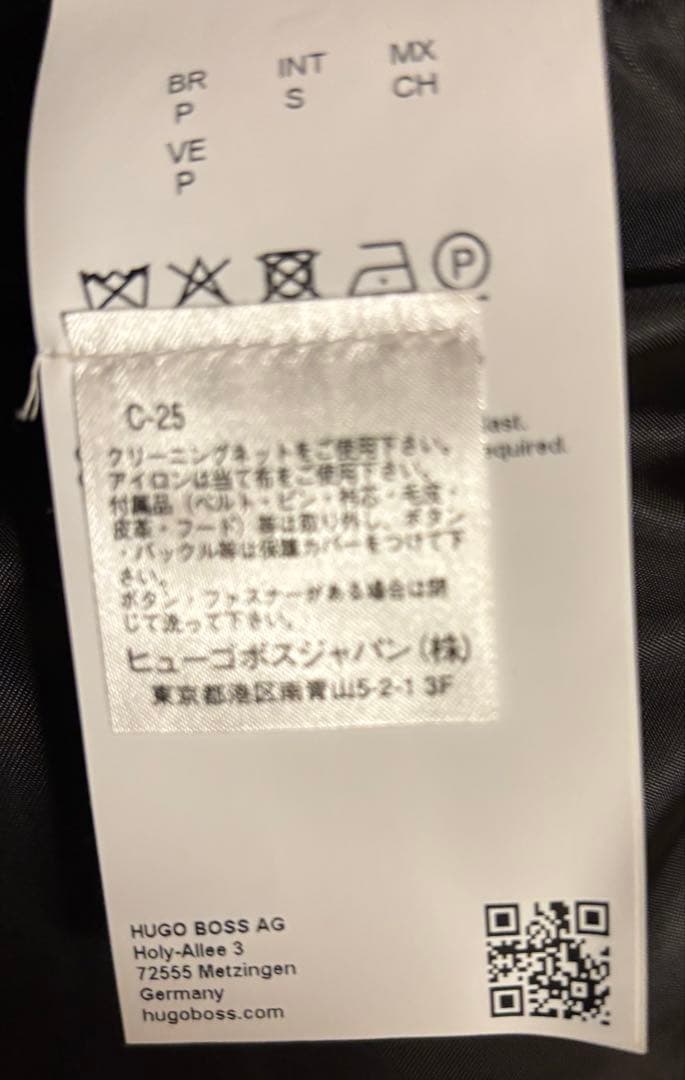 BR INT MX
P S CH
VE
P
P
C-25
east.
equired.
クリーニングネットをご使用下さい。
アイロンは当て布をご使用下さい。
付属品（ベルト・ピン・衿芯・毛皮・
皮革・フード）等は取り外し、ボタン
・バックル等は保護カバーをつけて下
さい。
ボタン・ファスナーがある場合は閉
じて洗って下さい。
ヒューゴボスジャパン(株)
東京都港区南青山5-2-1 3F
HUGO BOSS AG
Holy-Allee 3
72555 Metzingen
Germany
hugoboss.com